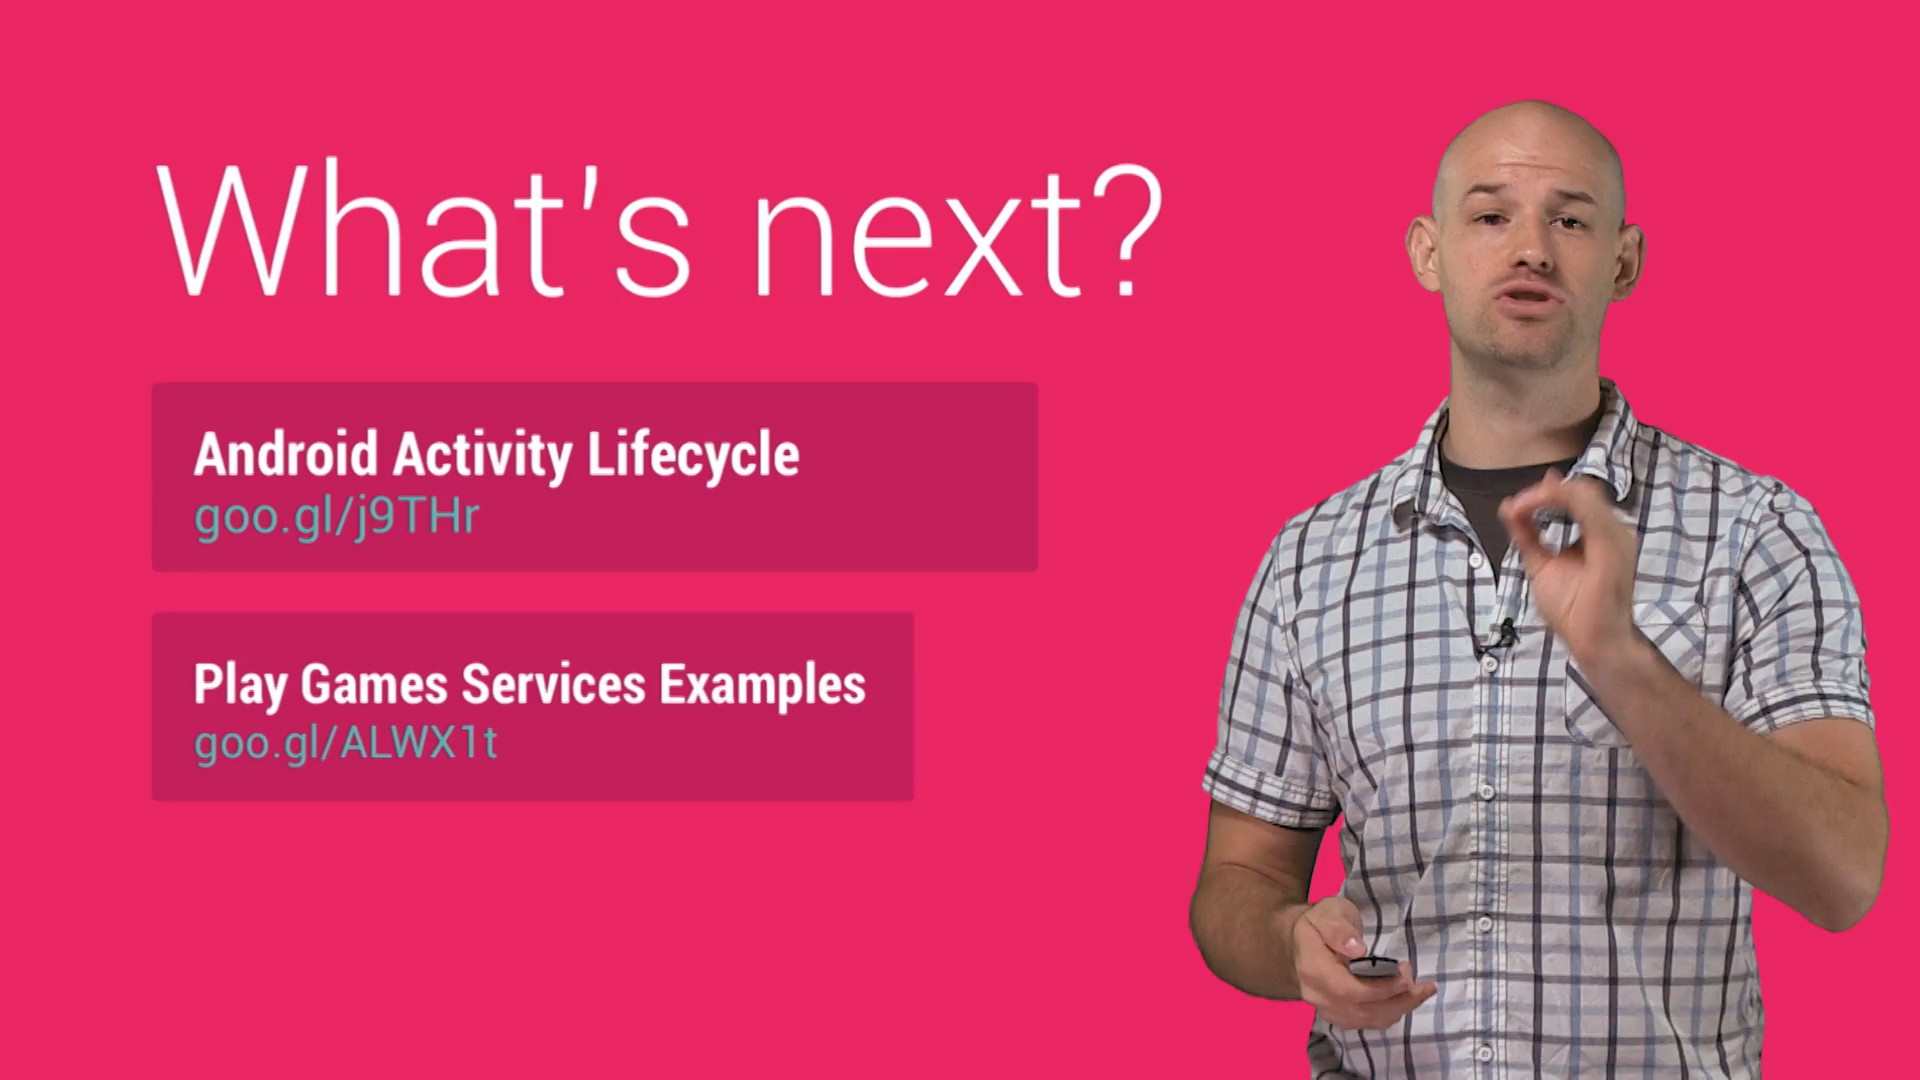 What's next?
Android Activity Lifecycle
goo.gl/j9THr
Play Games Services Examples
goo.gl/ALWX1t